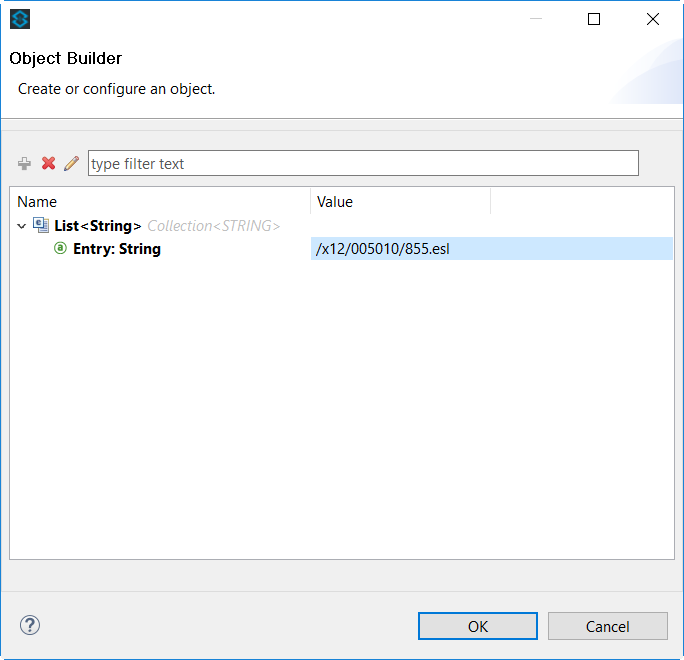 Object Builder
Create or configure an object.
type filter text
Name Value
List<String> Collection<STRING>
Entry: String /x12/005010/855.esl
OK Cancel